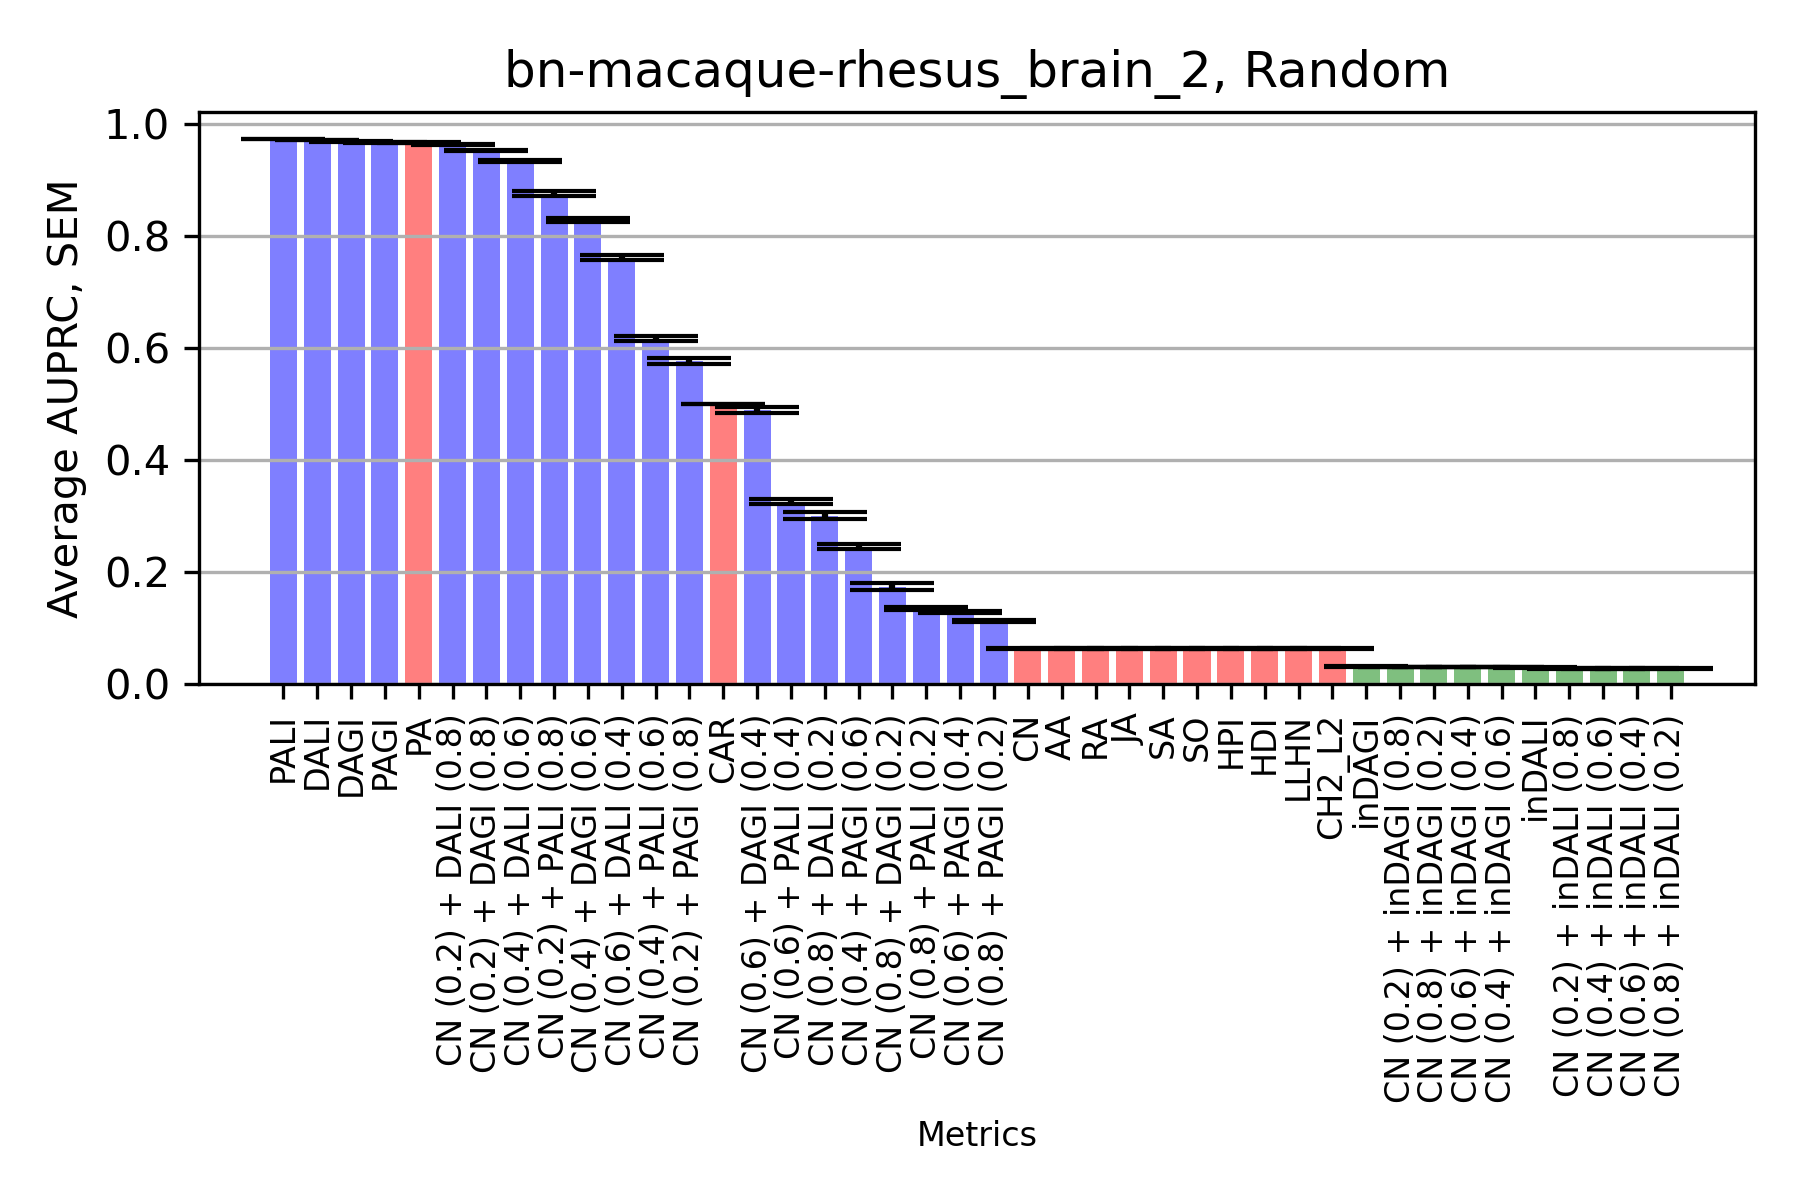 bn-macaque-rhesus_brain_2, Random
Average AUPRC, SEM
1.0
0.8
0.6
0.4
0.2
0.0
PALI
DALI
DAGI
PAGI
PA
CN (0.2) + DALI (0.8)
CN (0.2) + DAGI (0.8)
CN (0.4) + DALI (0.6)
CN (0.2) + PALI (0.8)
CN (0.4) + DAGI (0.6)
CN (0.6) + DALI (0.4)
CN (0.4) + PALI (0.6)
CN (0.2) + PAGI (0.8)
CAR
CN (0.6) + DAGI (0.4)
CN (0.6) + PALI (0.4)
CN (0.8) + DALI (0.2)
CN (0.4) + PAGI (0.6)
CN (0.8) + DAGI (0.2)
CN (0.8) + PALI (0.2)
CN (0.6) + PAGI (0.4)
CN (0.8) + PAGI (0.2)
CN
AA
RA
JA
SA
SO
HPI
HDI
LLHN
CH2_L2
inDAGI
CN (0.2) + inDAGI (0.8)
CN (0.8) + inDAGI (0.2)
CN (0.6) + inDAGI (0.4)
CN (0.4) + inDAGI (0.6)
inDALI
CN (0.2) + inDALI (0.8)
CN (0.4) + inDALI (0.6)
CN (0.6) + inDALI (0.4)
CN (0.8) + inDALI (0.2)
Metrics